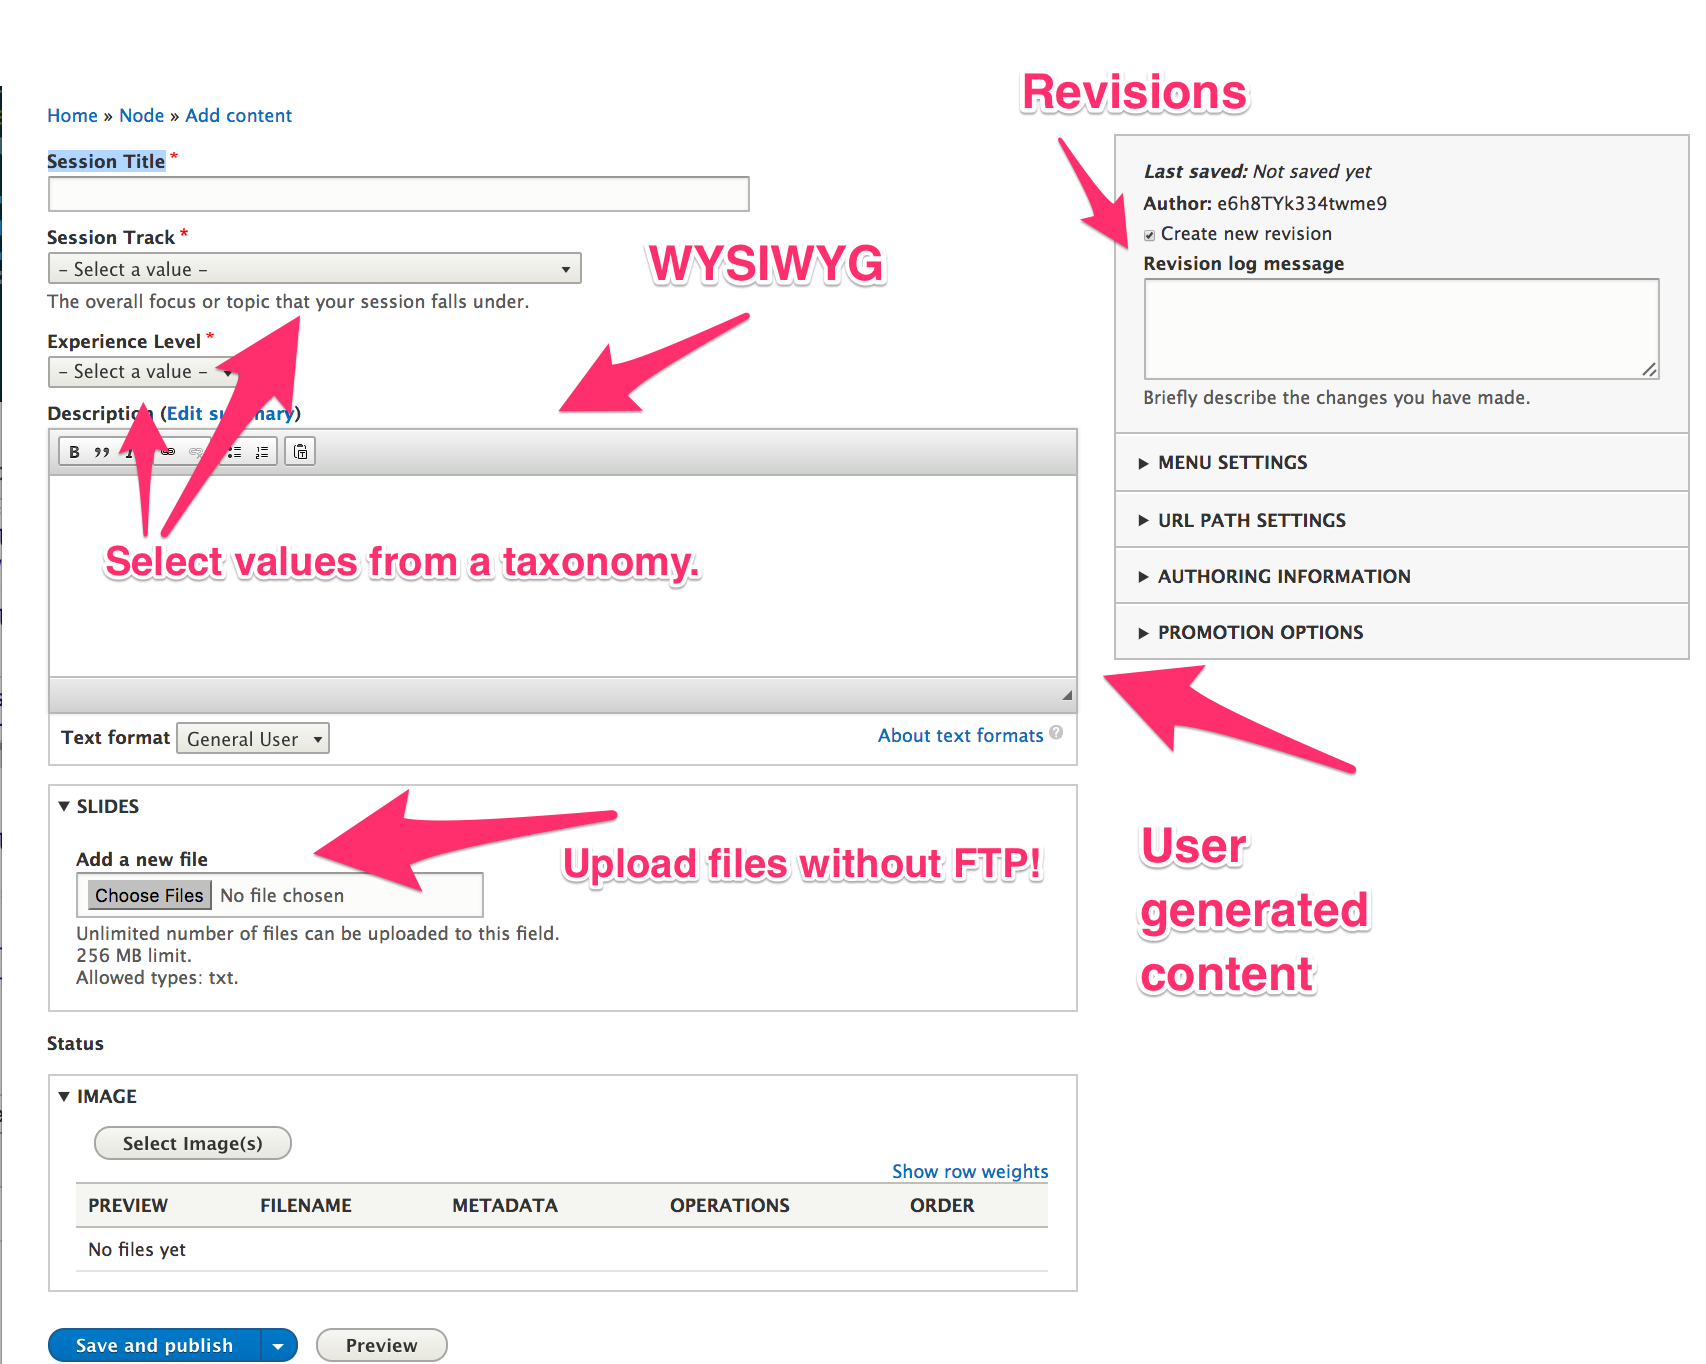 Revisions
Home » Node » Add content
Session Title *
Session Track *
– Select a value –
The overall focus or topic that your session falls under.
WYSIWYG
Experience Level *
– Select a value –
Description (Edit summary)
B
Select values from a taxonomy.
Text format General User
About text formats ?
SLIDES
Add a new file
Choose Files No file chosen
Unlimited number of files can be uploaded to this field.
256 MB limit.
Allowed types: txt.
Upload files without FTP!
Status
IMAGE
Select Image(s)
Show row weights
PREVIEW FILENAME METADATA OPERATIONS ORDER
No files yet
Save and publish
Preview
Last saved: Not saved yet
Author: e6h8TYk334twme9
Create new revision
Revision log message
Briefly describe the changes you have made.
MENU SETTINGS
URL PATH SETTINGS
AUTHORING INFORMATION
PROMOTION OPTIONS
User
generated
content